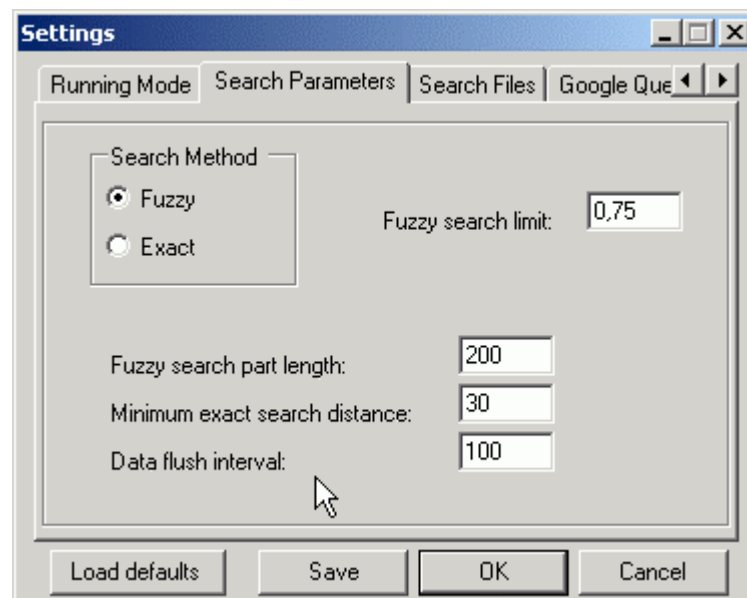 Settings
Running Mode Search Parameters Search Files Google Que
Search Method
Fuzzy
Fuzzy search limit: 0,75
Exact
Fuzzy search part length: 200
Minimum exact search distance: 30
Data flush interval: 100
Load defaults Save OK Cancel